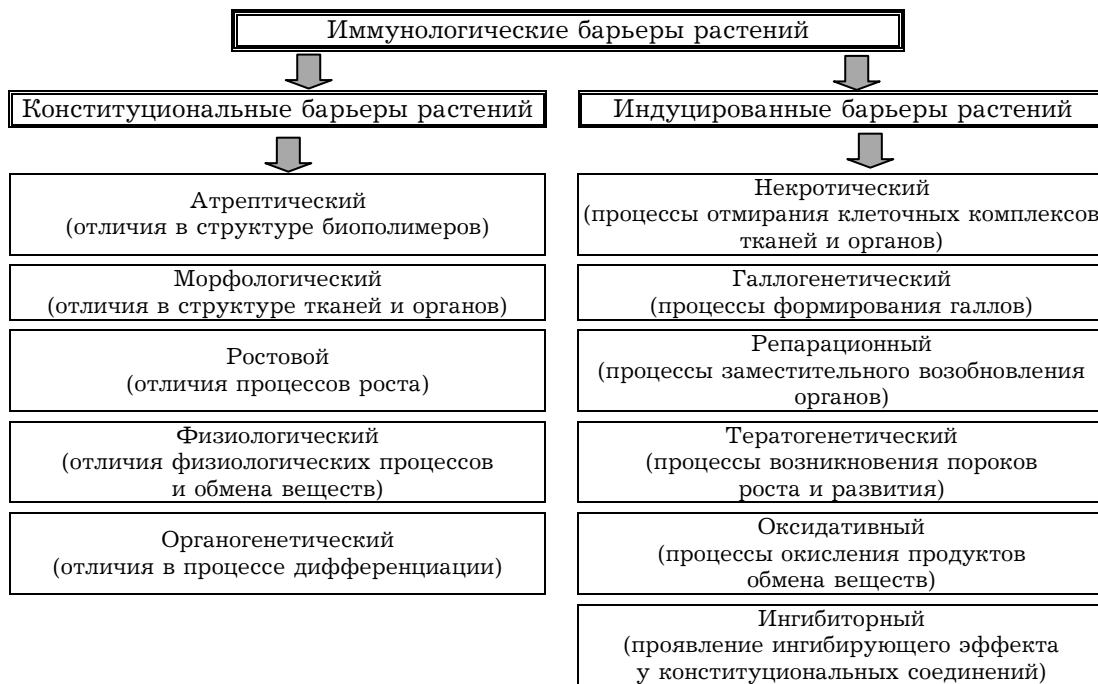 Иммунологические барьеры растений
Конституциональные барьеры растений
Атрептический
(отличия в структуре биополимеров)
Морфологический
(отличия в структуре тканей и органов)
Ростовой
(отличия процессов роста)
Физиологический
(отличия физиологических процессов
и обмена веществ)
Органогенетический
(отличия в процессе дифференциации)
Индуцированные барьеры растений
Некротический
(процессы отмирания клеточных комплексов
тканей и органов)
Галлогенетический
(процессы формирования галлов)
Репарационный
(процессы заместительного возобновления
органов)
Тератогенетический
(процессы возникновения пороков
роста и развития)
Оксидативный
(процессы окисления продуктов
обмена веществ)
Ингибиторный
(проявление ингибирующего эффекта
у конституциональных соединений)